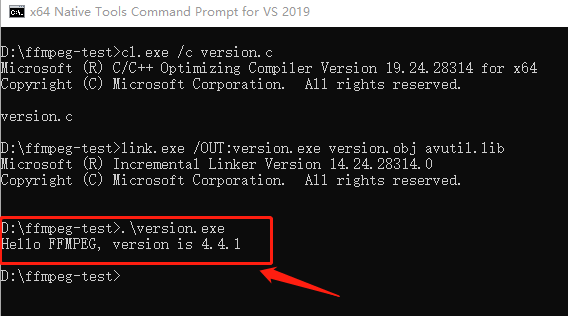 x64 Native Tools Command Prompt for VS 2019
D:\ffmpeg-test>cl.exe /c version.c
Microsoft (R) C/C++ Optimizing Compiler Version 19.24.28314 for x64
Copyright (C) Microsoft Corporation.  All rights reserved.
version.c
D:\ffmpeg-test>link.exe /OUT:version.exe version.obj avutil.lib
Microsoft (R) Incremental Linker Version 14.24.28314.0
Copyright (C) Microsoft Corporation.  All rights reserved.
D:\ffmpeg-test>.\version.exe
Hello FFMPEG, version is 4.4.1
D:\ffmpeg-test>